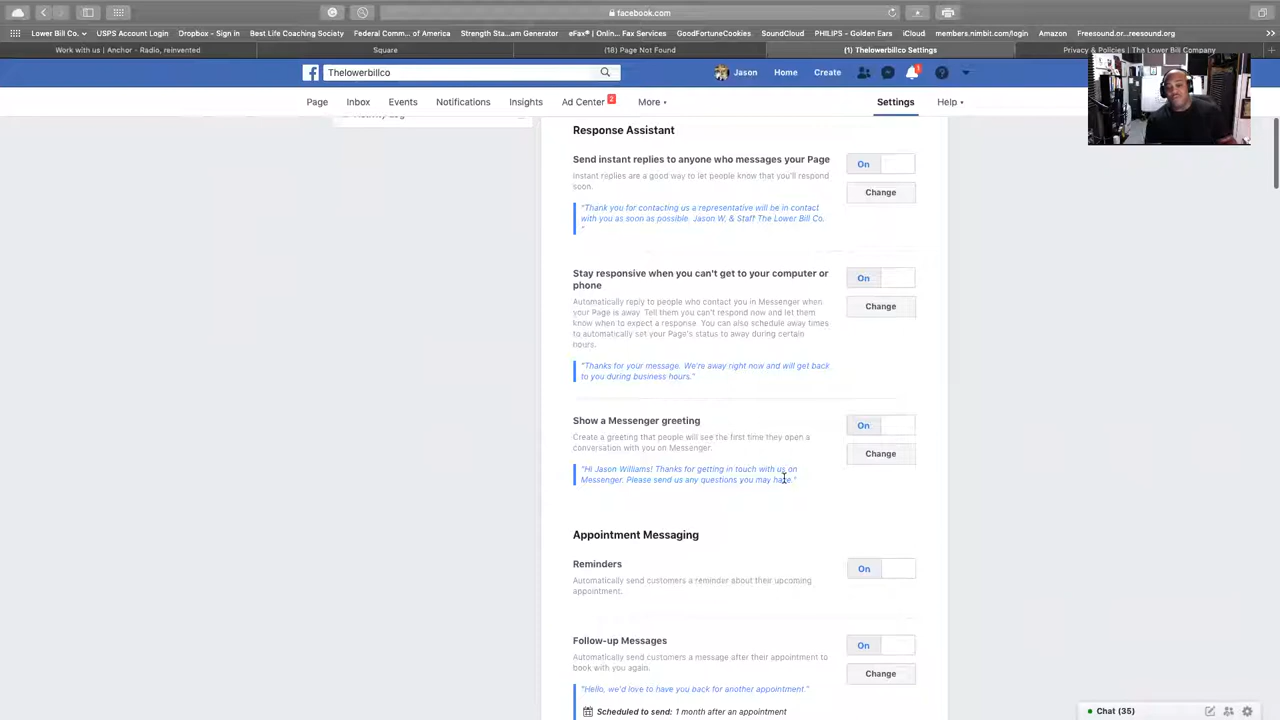 facebook.com
Lower Bill Co. USPS Account Login Dropbox - Sign in Best Life Coaching Society Federal Comm... of America Strength Sta...am Generator eFax® | Onlin... Fax Services GoodFortuneCookies SoundCloud PHILIPS - Golden Ears iCloud members.nimbit.com/login Amazon Freesound.or...reesound.org
Work with us | Anchor - Radio, reinvented Square (18) Page Not Found (1) Thelowerbillco Settings Privacy & Policies | The Lower Bill Company
Thelowerbillco Jason Home Create 1
Page Inbox Events Notifications Insights Ad Center 2 More Settings Help
Response Assistant
Send instant replies to anyone who messages your Page On
Instant replies are a good way to let people know that you'll respond
soon.
Change
"Thank you for contacting us a representative will be in contact
with you as soon as possible. Jason W, & Staff The Lower Bill Co.
"
Stay responsive when you can't get to your computer or
phone
On
Automatically reply to people who contact you in Messenger when
your Page is away. Tell them you can't respond now and let them
know when to expect a response. You can also schedule away times
to automatically set your Page's status to away during certain
hours.
Change
"Thanks for your message. We're away right now and will get back
to you during business hours."
Show a Messenger greeting On
Create a greeting that people will see the first time they open a
conversation with you on Messenger.
Change
"Hi Jason Williams! Thanks for getting in touch with us on
Messenger. Please send us any questions you may have."
Appointment Messaging
Reminders On
Automatically send customers a reminder about their upcoming
appointment.
Follow-up Messages On
Automatically send customers a message after their appointment to
book with you again.
Change
"Hello, we'd love to have you back for another appointment."
Scheduled to send: 1 month after an appointment
Chat (35)